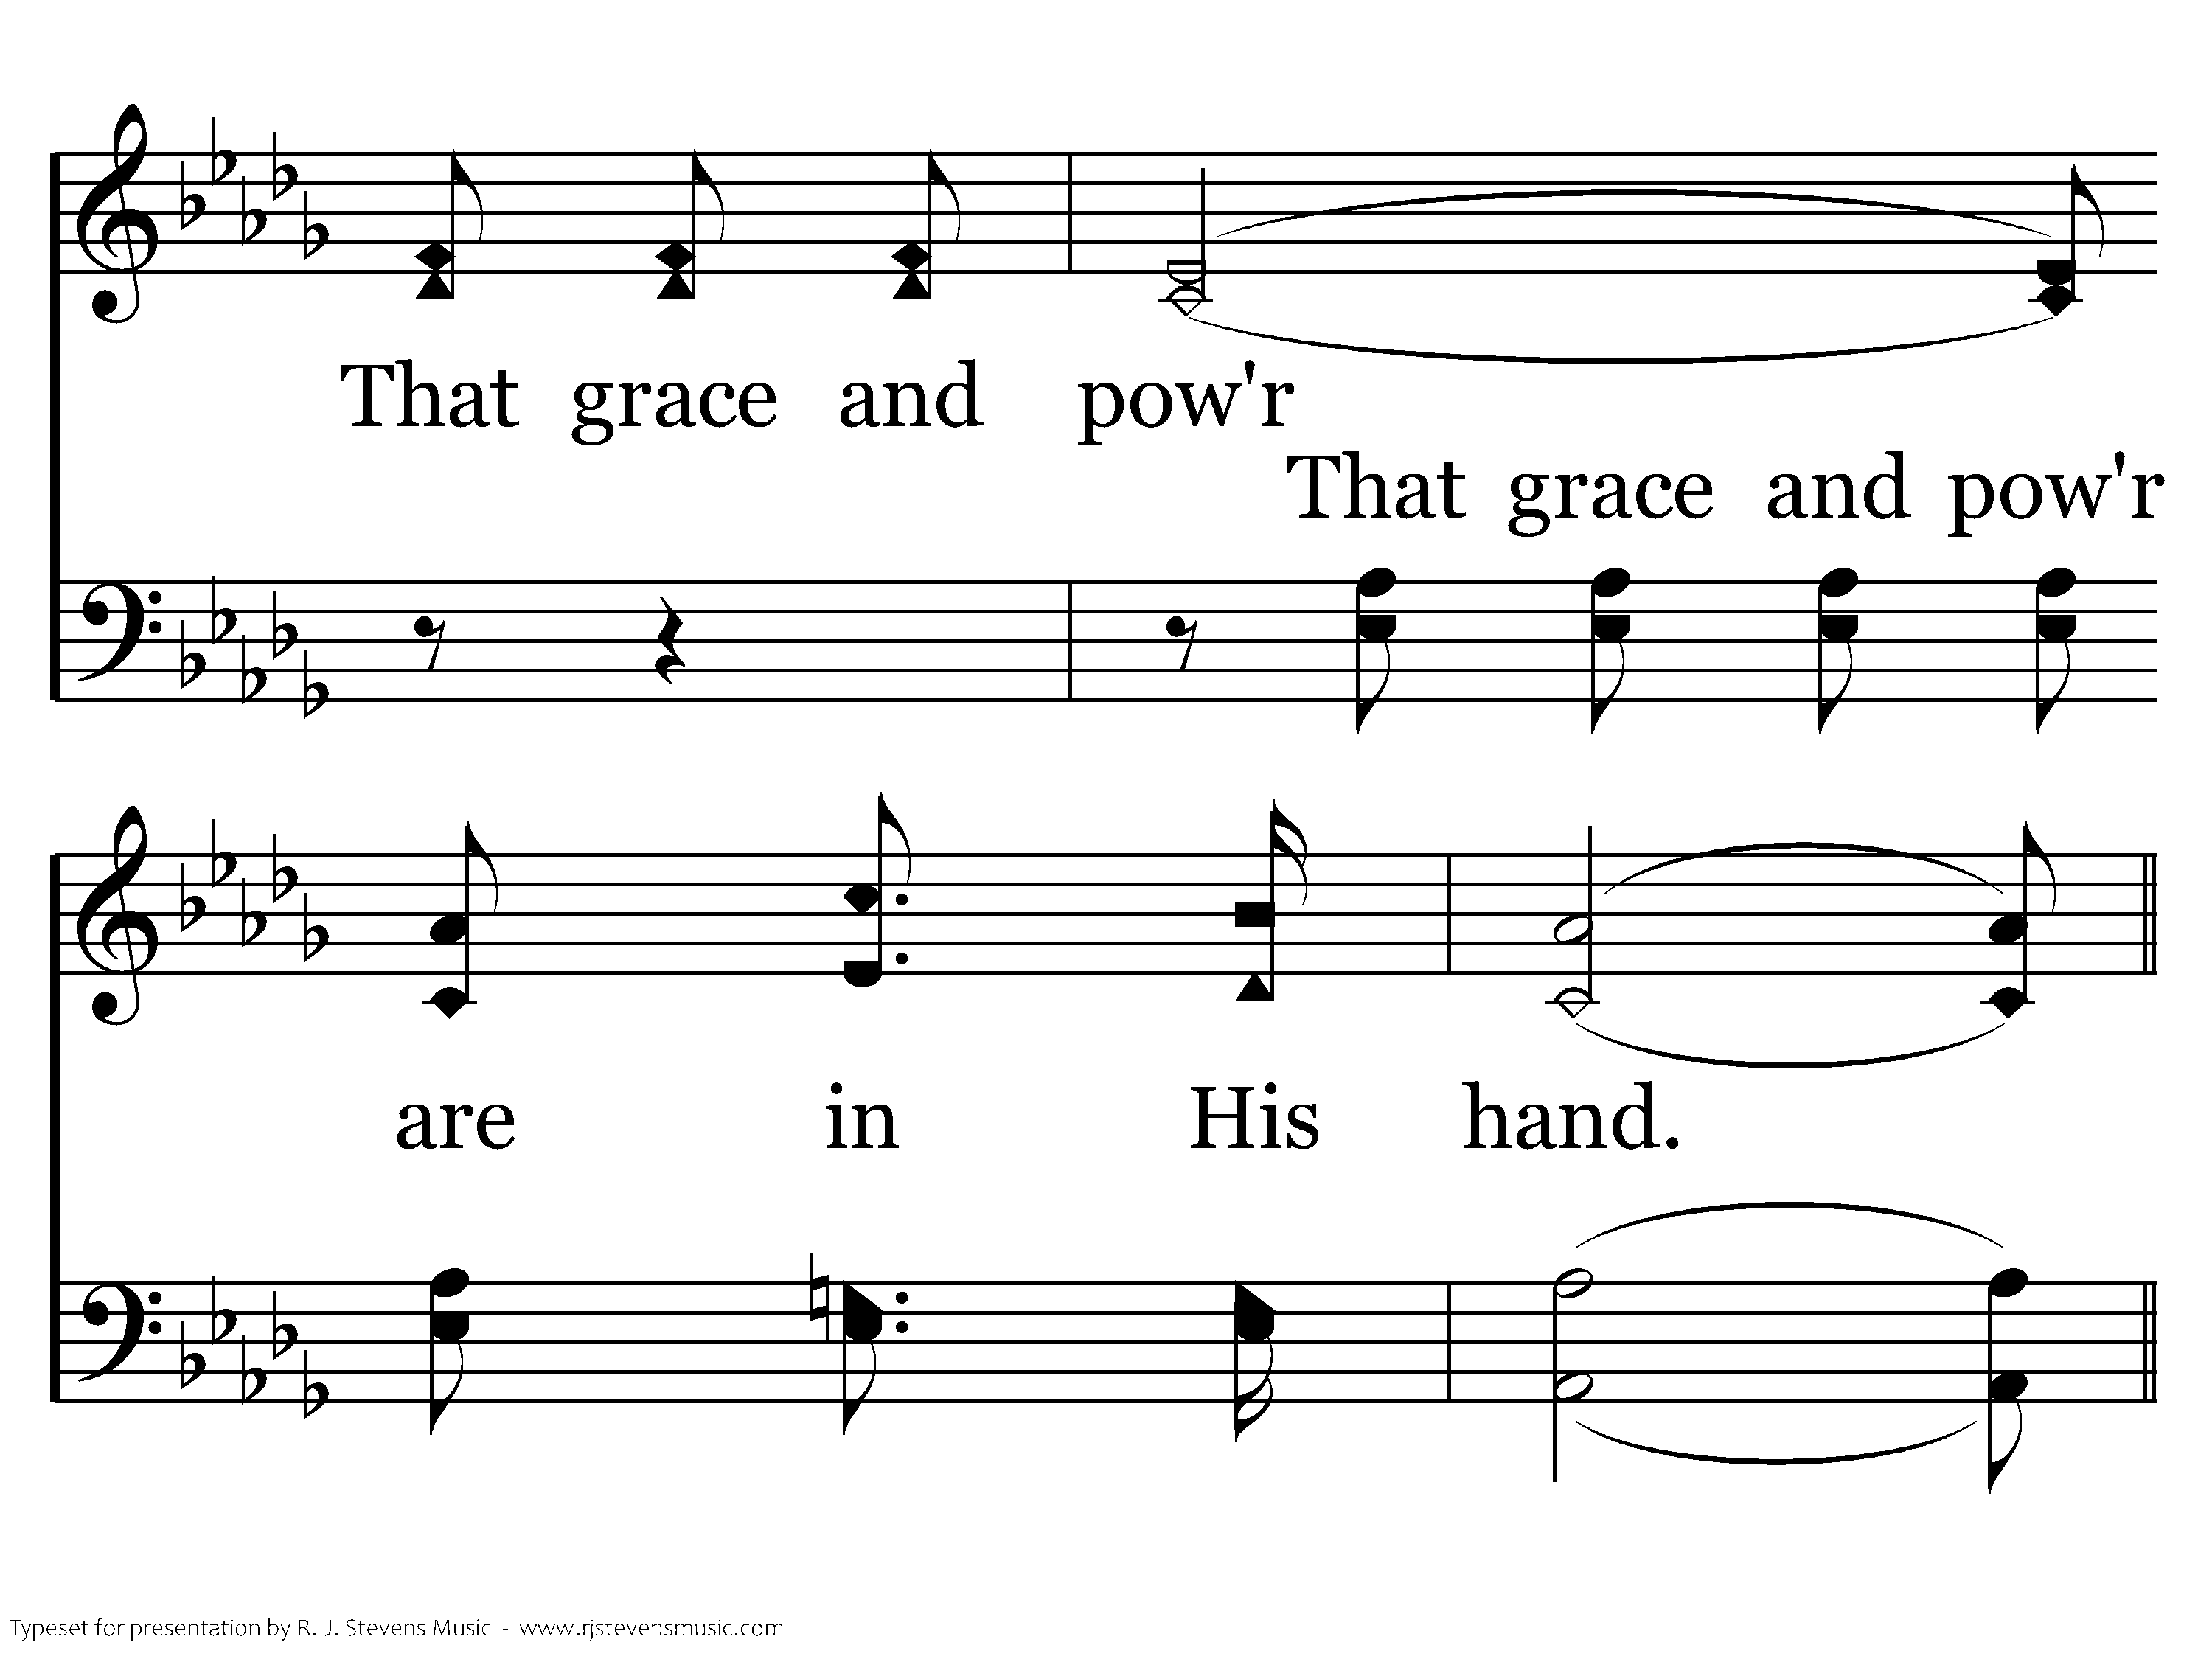 That grace and pow'r
That grace and pow'r
are in His hand.
Typeset for presentation by R. J. Stevens Music - www.rjstevensmusic.com